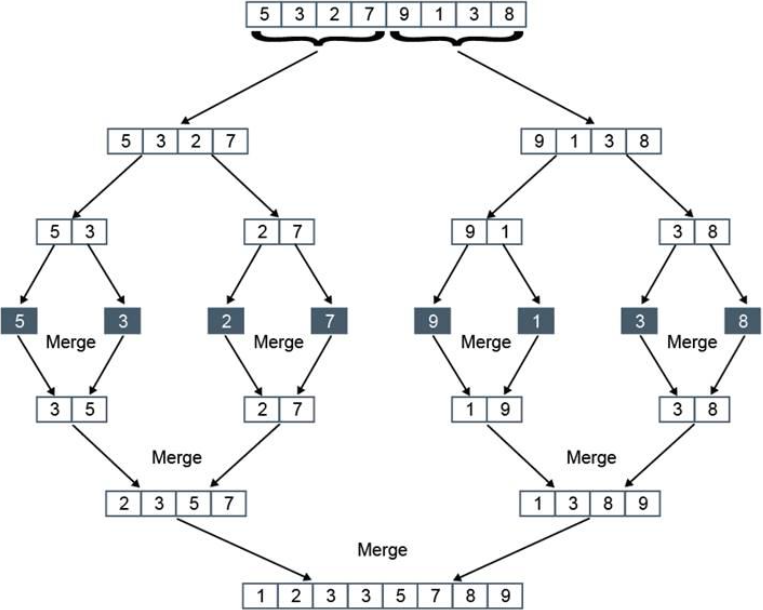 5 3 2 7 9 1 3 8
5 3 2 7 9 1 3 8
5 3 2 7 9 1 3 8
5 3 2 7 9 1 3 8
Merge Merge Merge Merge
3 5 2 7 1 9 3 8
Merge Merge
2 3 5 7 1 3 8 9
Merge
1 2 3 3 5 7 8 9